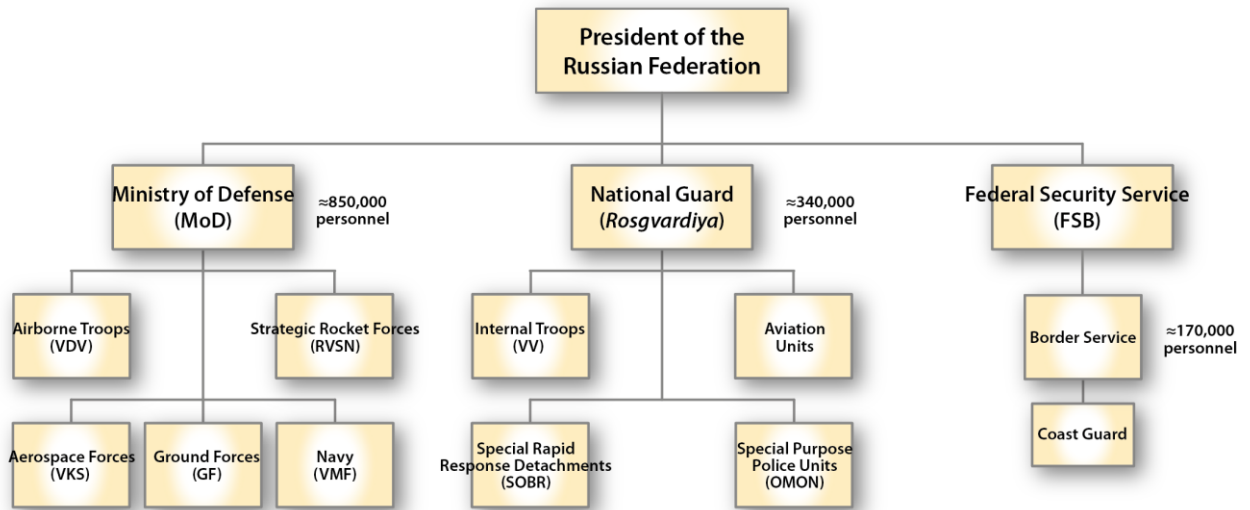 President of the
Russian Federation
Ministry of Defense
(MoD)
≈850,000
personnel
National Guard
(Rosgvardiya)
≈340,000
personnel
Federal Security Service
(FSB)
Airborne Troops
(VDV)
Strategic Rocket Forces
(RVSN)
Internal Troops
(VV)
Aviation
Units
Border Service
≈170,000
personnel
Aerospace Forces
(VKS)
Ground Forces
(GF)
Navy
(VMF)
Special Rapid
Response Detachments
(SOBR)
Special Purpose
Police Units
(OMON)
Coast Guard